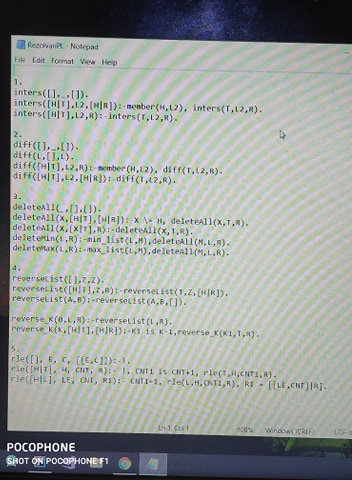 RezolvariPL - Notepad
File Edit Format View Help
1.
inters([],_,[]).
inters([H|T],L2,[H|R]):-member(H,L2), inters(T,L2,R).
inters([H|T],L2,R):-inters(T,L2,R).
2.
diff([],_,[]).
diff(L,[],L).
diff([H|T],L2,R):-member(H,L2), diff(T,L2,R).
diff([H|T],L2,[H|R]):-diff(T,L2,R).
3.
deleteAll(_,[],[]).
deleteAll(X,[H|T],[H|R]):-X \= H, deleteAll(X,T,R).
deleteAll(X,[X|T],R):-deleteAll(X,T,R).
deleteMin(L,R):-min_list(L,M),deleteAll(M,L,R).
deleteMax(L,R):-max_list(L,M),deleteAll(M,L,R).
4.
reverseList([],Z,Z).
reverseList([H|T],Z,R):-reverseList(T,Z,[H|R]).
reverseList(A,B):-reverseList(A,B,[]).
reverse_K(0,L,R):-reverseList(L,R).
reverse_K(K,[H|T],[H|R]):-K1 is K-1,reverse_K(K1,T,R).
5.
rle([], E, C, [[E,C]]):-!.
rle([H|T], H, CNT, R):- !, CNT1 is CNT+1, rle(T,H,CNT1,R).
rle([H|L], LE, CNT, R1):- CNT1=1, rle(L,H,CNT1,R), R1 = [[LE,CNT]|R].
Ln 1, Col 1 100% Windows (CRLF) UTF-8
POCOPHONE
SHOT ON POCOPHONE F1